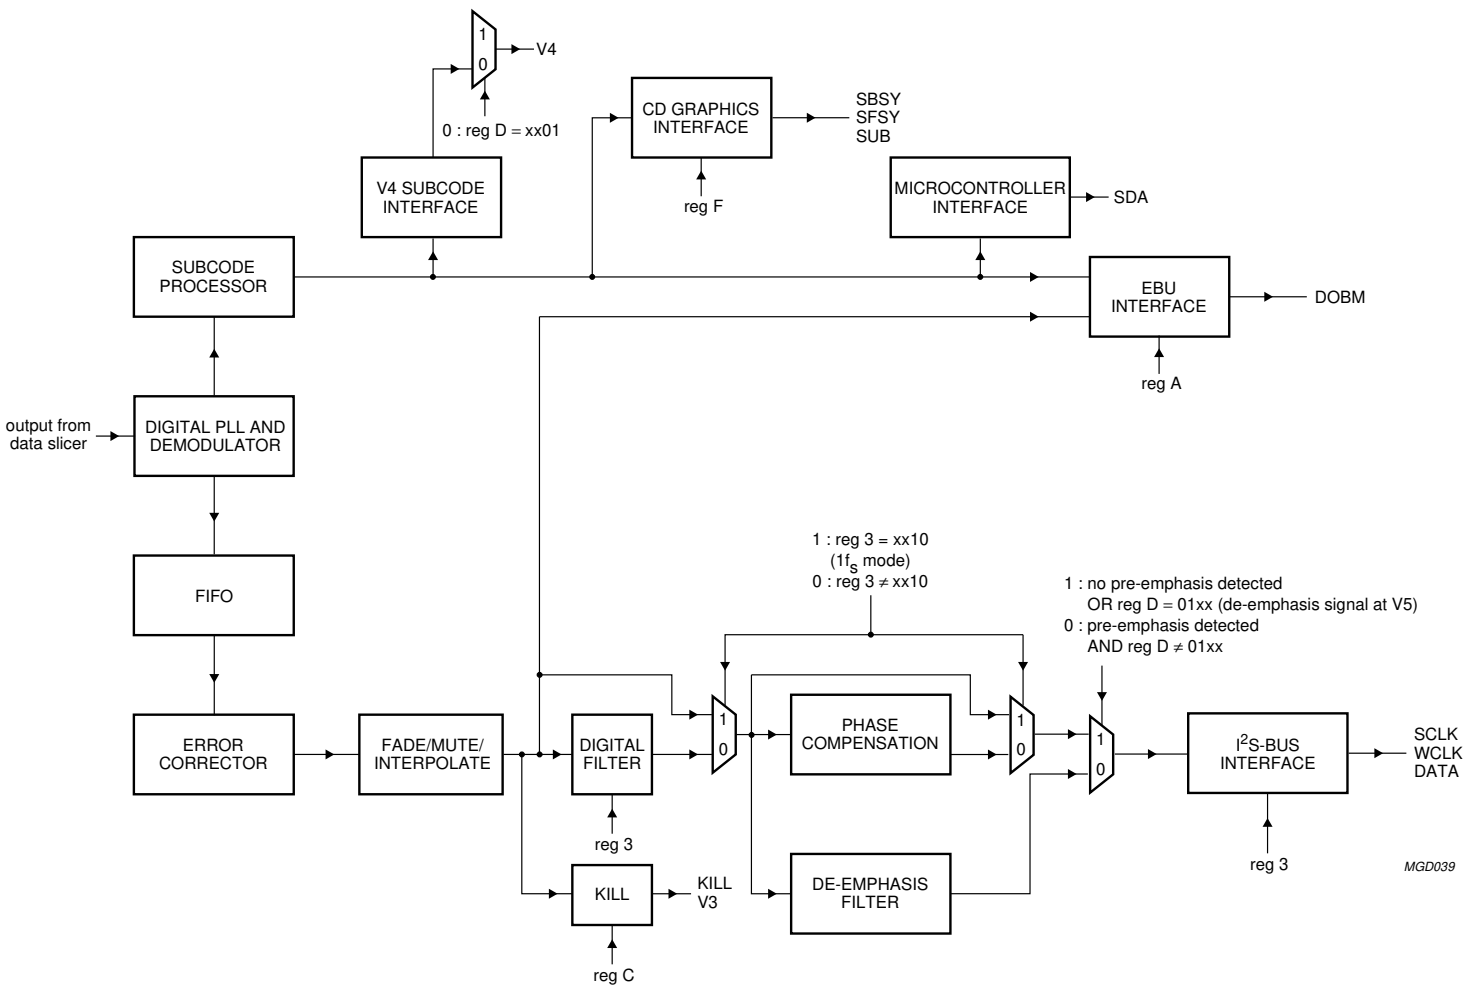 1
0
V4
0 : reg D = xx01
CD GRAPHICS
INTERFACE
SBSY
SFSY
SUB
reg F
V4 SUBCODE
INTERFACE
MICROCONTROLLER
INTERFACE
SDA
SUBCODE
PROCESSOR
EBU
INTERFACE
DOBM
reg A
output from
data slicer
DIGITAL PLL AND
DEMODULATOR
FIFO
1 : reg 3 = xx10
(1fs mode)
0 : reg 3 ≠ xx10
1 : no pre-emphasis detected
OR reg D = 01xx (de-emphasis signal at V5)
0 : pre-emphasis detected
AND reg D ≠ 01xx
ERROR
CORRECTOR
FADE/MUTE/
INTERPOLATE
DIGITAL
FILTER
reg 3
1
0
PHASE
COMPENSATION
1
0
1
0
I2S-BUS
INTERFACE
SCLK
WCLK
DATA
reg 3
KILL
KILL
V3
reg C
DE-EMPHASIS
FILTER
MGD039